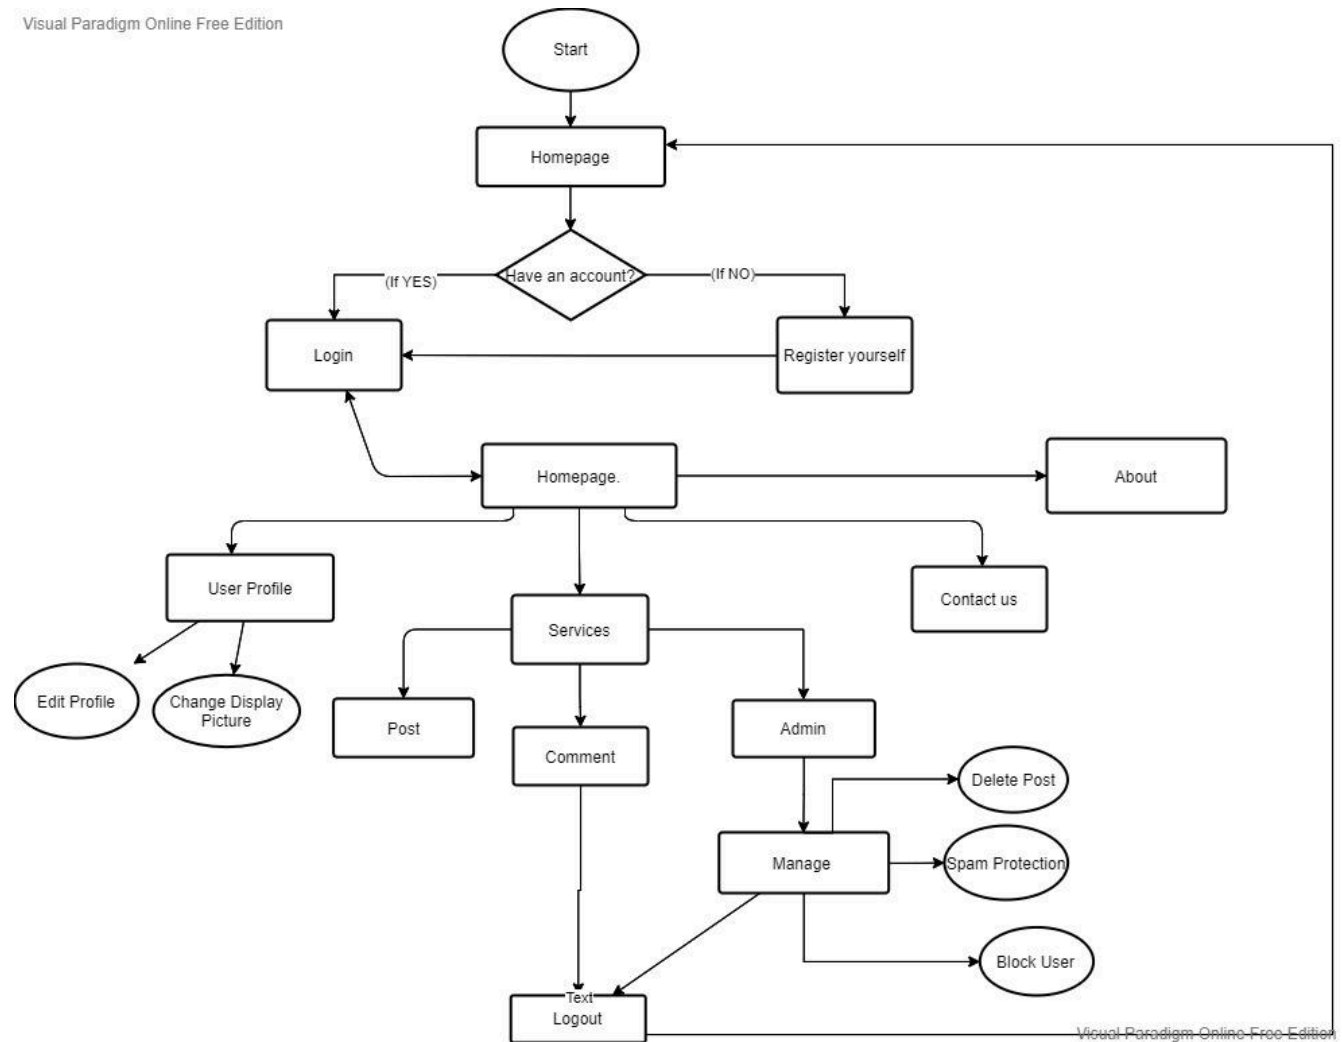 Visual Paradigm Online Free Edition
Start
Homepage
Have an account?
(If YES)
(If NO)
Login
Register yourself
Homepage.
About
User Profile
Contact us
Services
Edit Profile
Change Display
Picture
Post
Admin
Comment
Delete Post
Manage
Spam Protection
Block User
Text
Logout
Visual Paradigm Online Free Edition